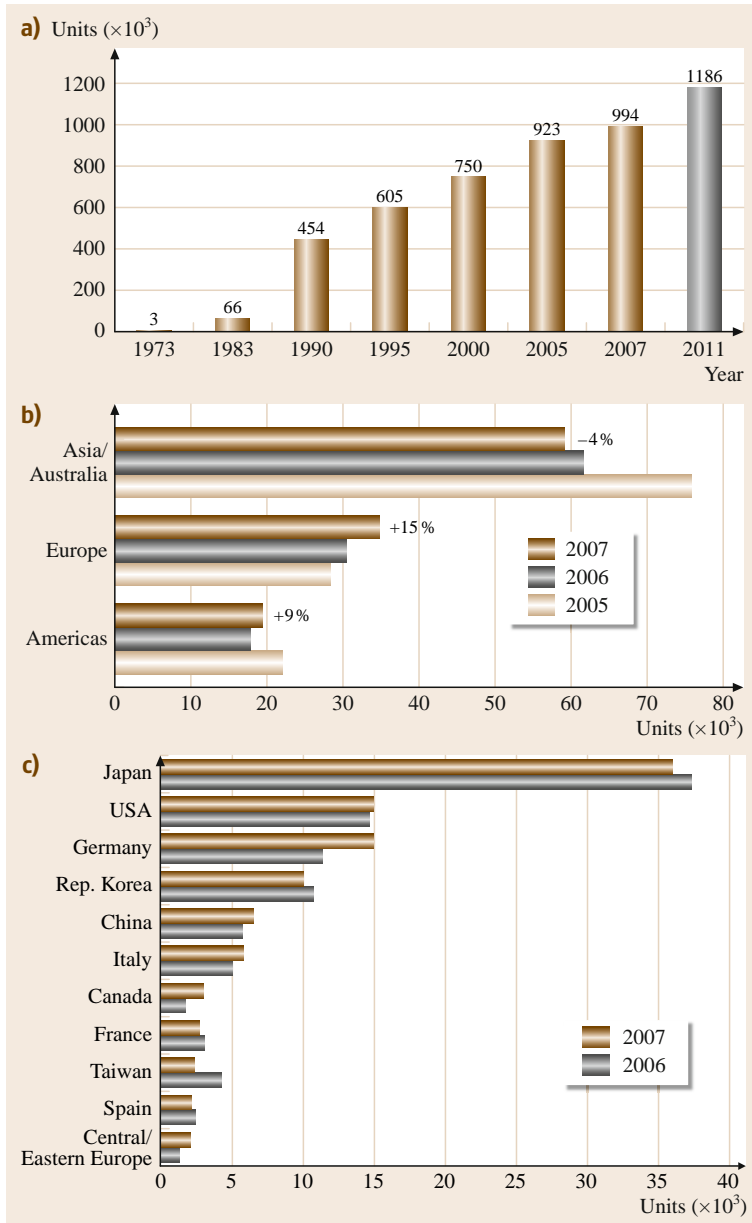 a) Units (×10³)
1200
1000
800
600
400
200
0
3
66
454
605
750
923
994
1186
1973 1983 1990 1995 2000 2005 2007 2011
Year
b)
Asia/
Australia
Europe
Americas
−4 %
+15 %
+9 %
2007
2006
2005
0 10 20 30 40 50 60 70 80
Units (×10³)
c)
Japan
USA
Germany
Rep. Korea
China
Italy
Canada
France
Taiwan
Spain
Central/
Eastern Europe
2007
2006
0 5 10 15 20 25 30 35 40
Units (×10³)